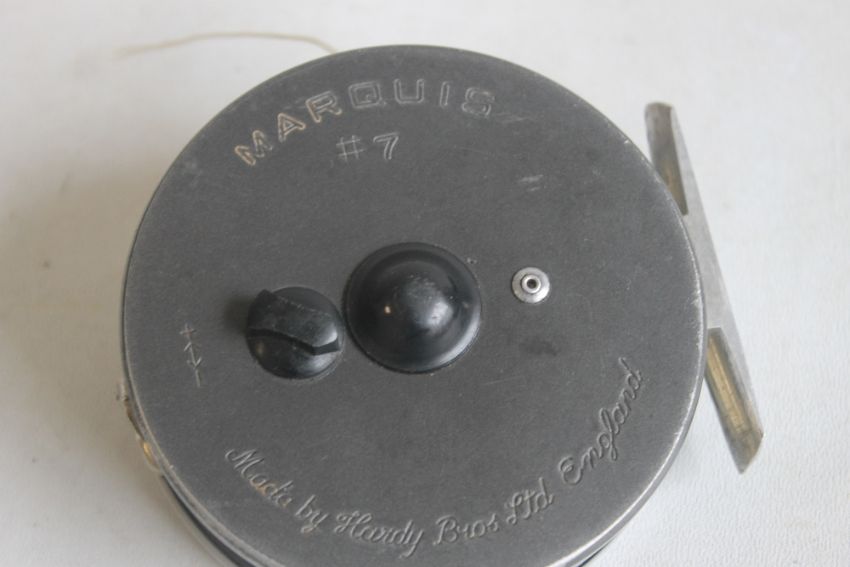 MARQUIS
# 7
+ - +
Made by Hardy Bros Ltd England